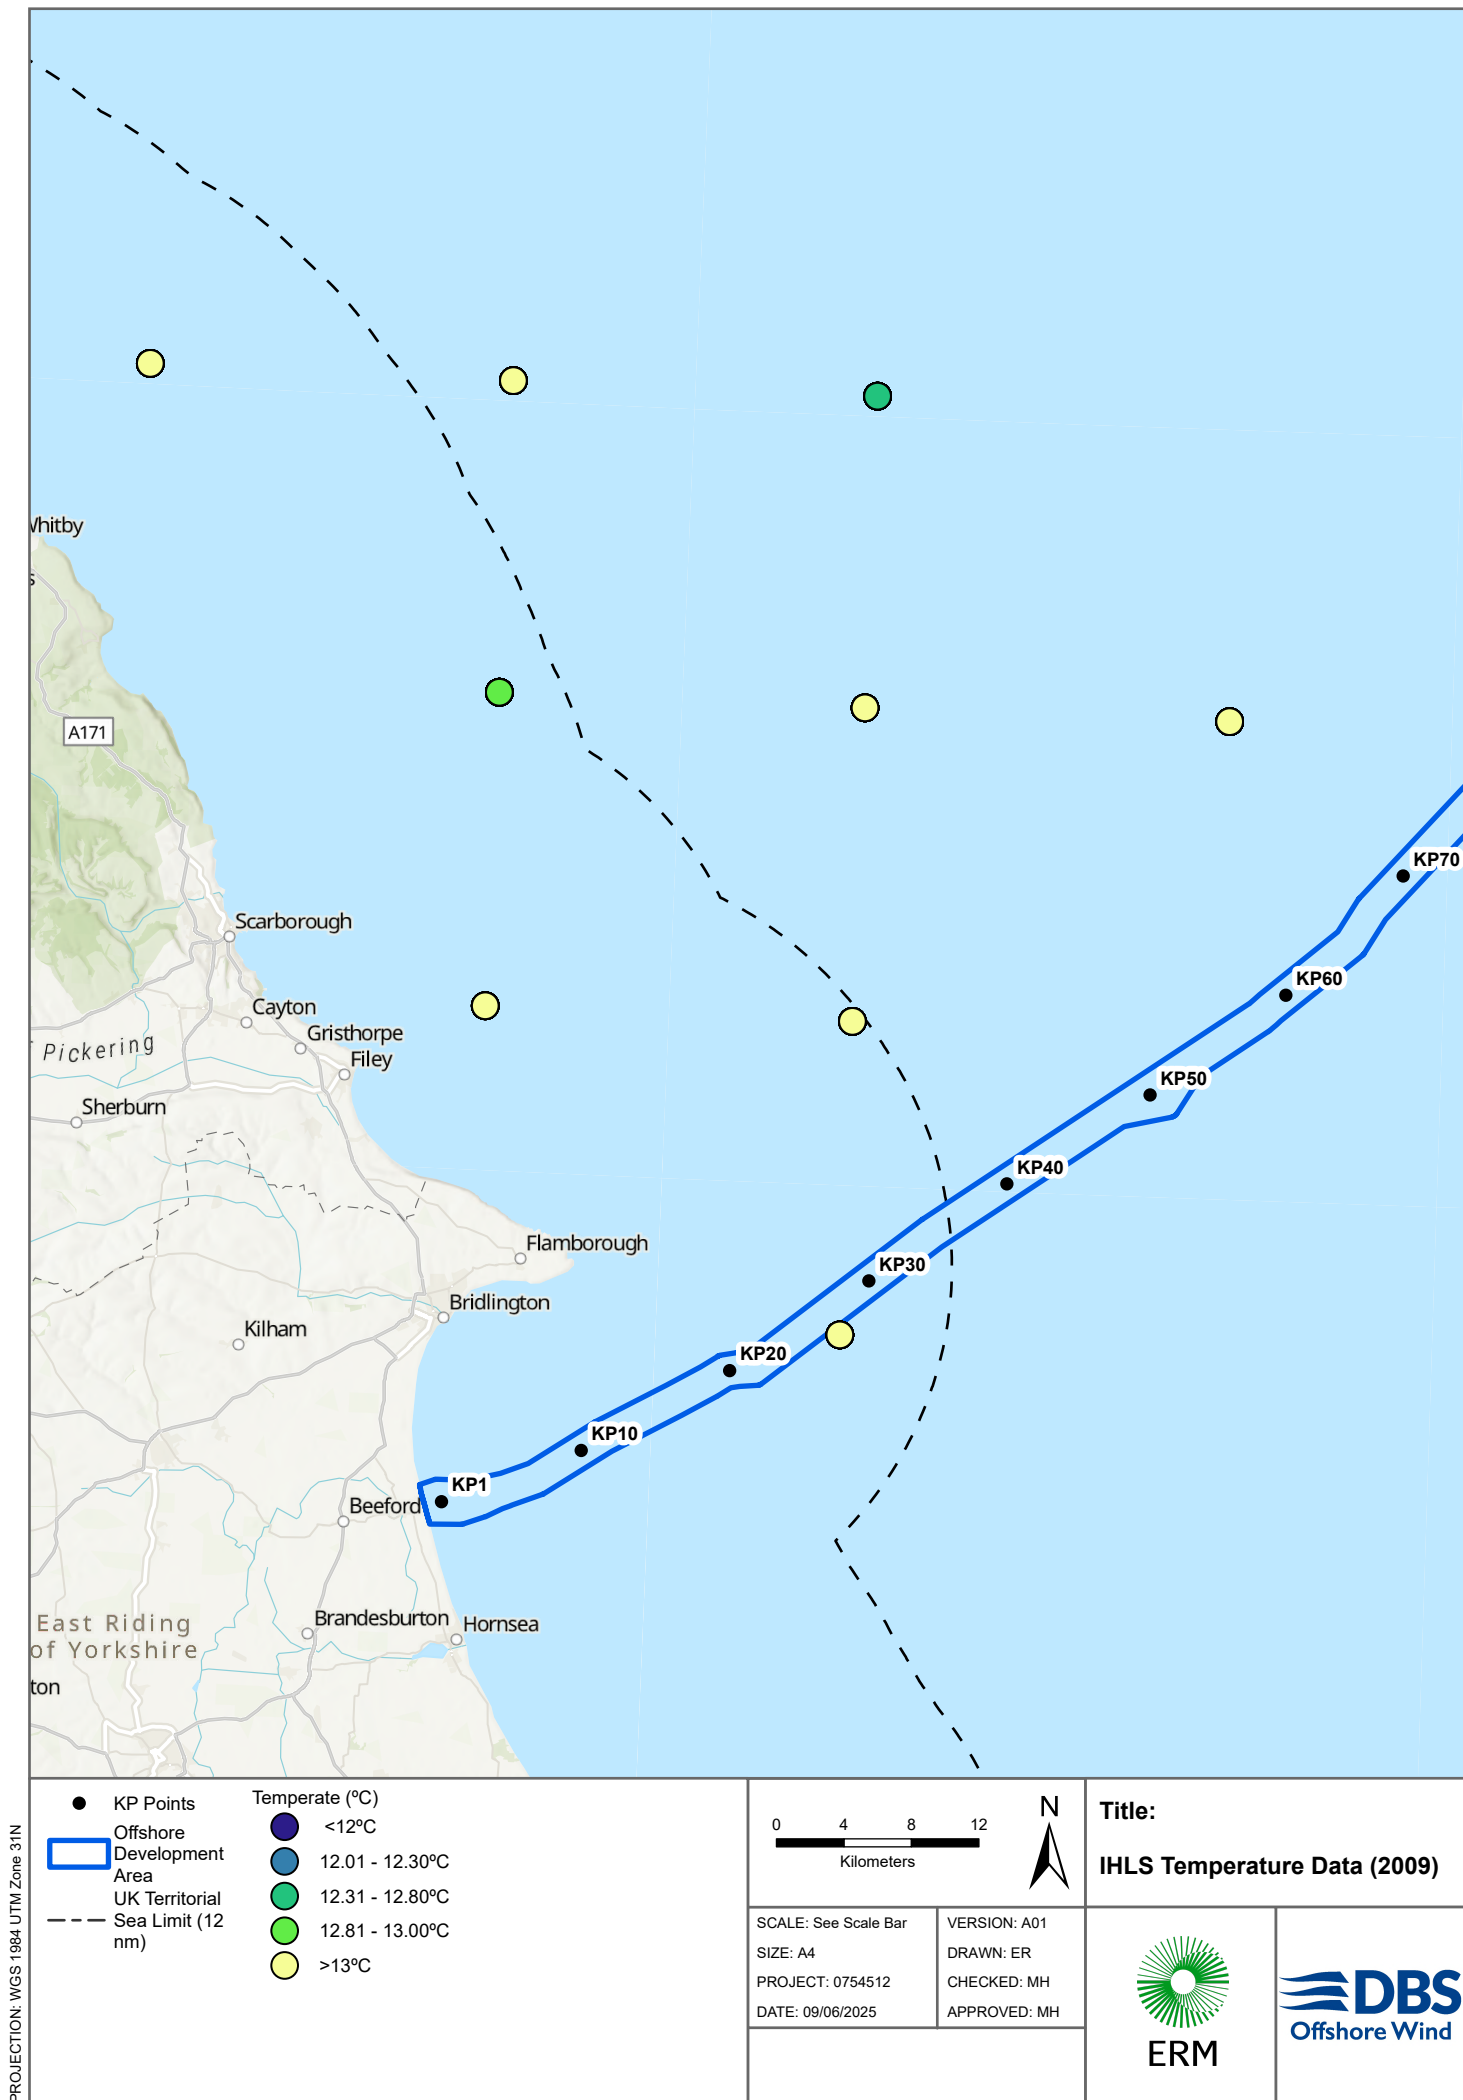 Whitby
s
A171
Scarborough
Cayton
Gristhorpe
Filey
Pickering
Sherburn
Flamborough
Bridlington
Kilham
Beeford
Brandesburton
Hornsea
East Riding
of Yorkshire
ton
KP70
KP60
KP50
KP40
KP30
KP20
KP10
KP1
PROJECTION: WGS 1984 UTM Zone 31N
KP Points
Offshore
Development
Area
UK Territorial
Sea Limit (12
nm)
Temperate (ºC)
<12ºC
12.01 - 12.30ºC
12.31 - 12.80ºC
12.81 - 13.00ºC
>13ºC
0 4 8 12
Kilometers
N
SCALE: See Scale Bar
SIZE: A4
PROJECT: 0754512
DATE: 09/06/2025
VERSION: A01
DRAWN: ER
CHECKED: MH
APPROVED: MH
Title:
IHLS Temperature Data (2009)
ERM
DBS
Offshore Wind